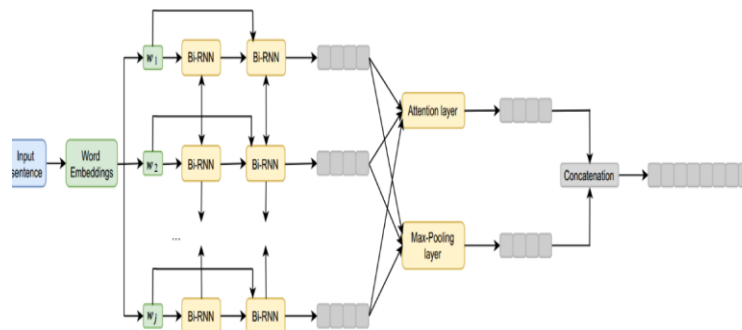 w1
Bi-RNN
Bi-RNN
Input
sentence
Word
Embeddings
w2
Bi-RNN
Bi-RNN
Attention layer
Concatenation
...
Max-Pooling
layer
wj
Bi-RNN
Bi-RNN